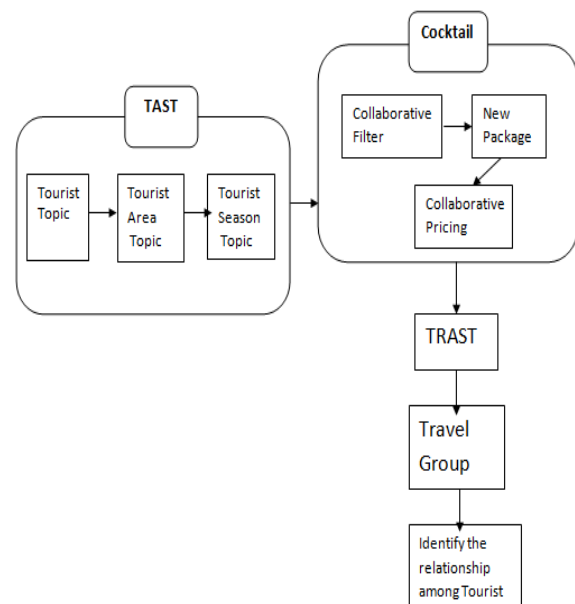 TAST
Tourist
Topic
Tourist
Area
Topic
Tourist
Season
Topic
Cocktail
Collaborative
Filter
New
Package
Collaborative
Pricing
TRAST
Travel
Group
Identify the
relationship
among Tourist